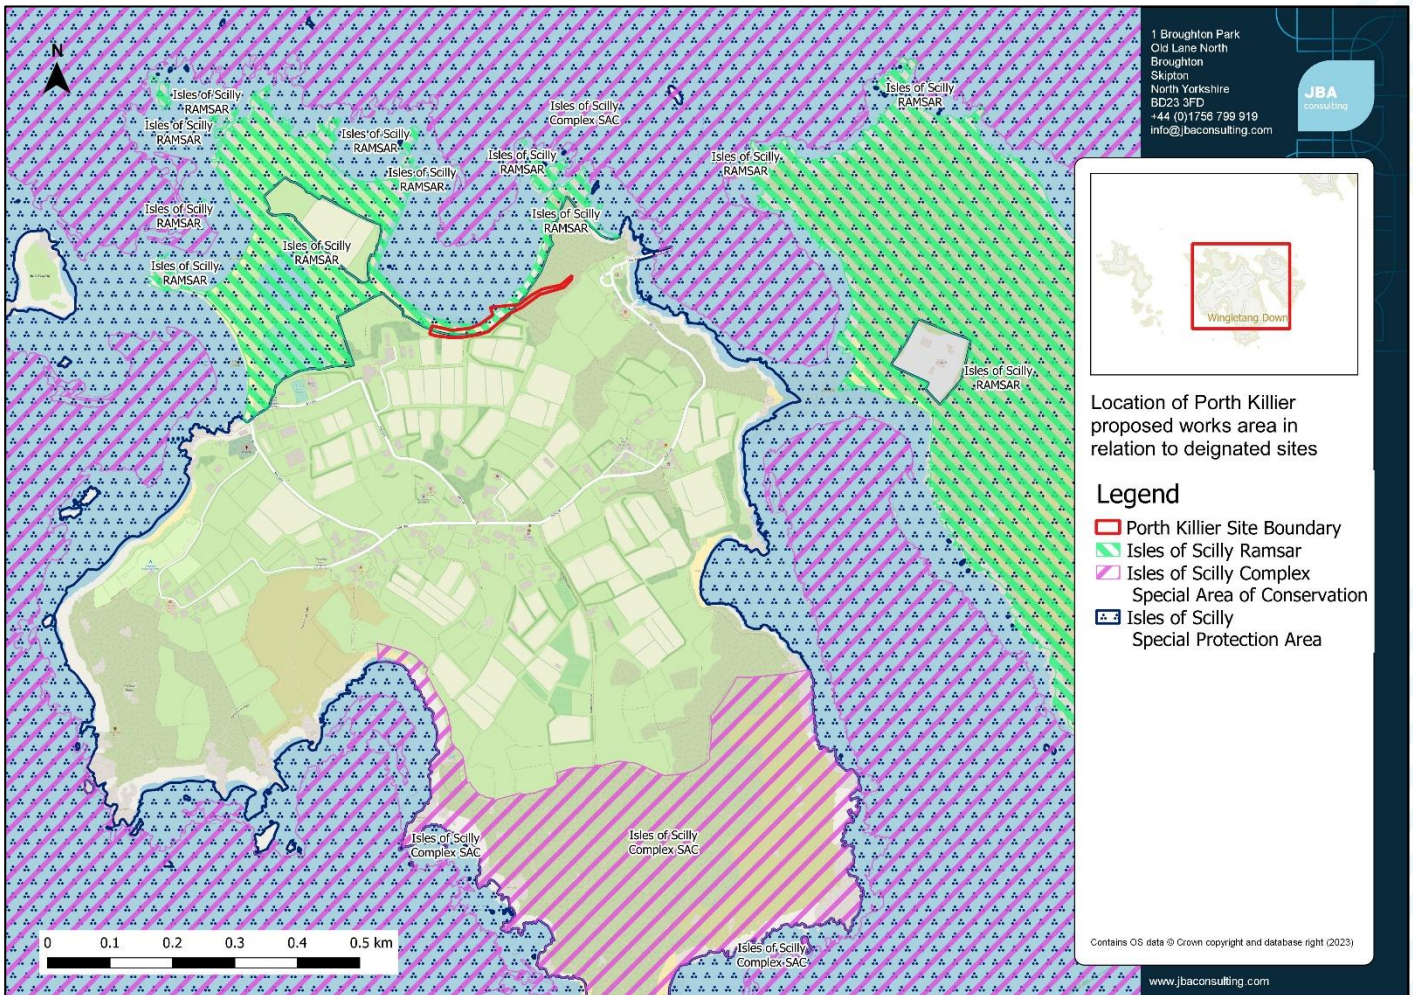 N
Isles of Scilly
RAMSAR
Isles of Scilly
RAMSAR
Isles of Scilly
RAMSAR
Isles of Scilly
RAMSAR
Isles of Scilly
RAMSAR
Isles of Scilly
Complex SAC
Isles of Scilly
RAMSAR
Isles of Scilly
RAMSAR
Isles of Scilly
RAMSAR
Isles of Scilly
RAMSAR
Isles of Scilly
RAMSAR
Isles of Scilly
RAMSAR
Isles of Scilly
RAMSAR
Isles of Scilly
Complex SAC
Isles of Scilly
Complex SAC
Isles of Scilly
Complex SAC
0 0.1 0.2 0.3 0.4 0.5 km
1 Broughton Park
Old Lane North
Broughton
Skipton
North Yorkshire
BD23 3FD
+44 (0)1756 799 919
info@jbaconsulting.com
JBA
consulting
Wingletang Down
Location of Porth Killier
proposed works area in
relation to deignated sites
Legend
Porth Killier Site Boundary
Isles of Scilly Ramsar
Isles of Scilly Complex
Special Area of Conservation
Isles of Scilly
Special Protection Area
Contains OS data © Crown copyright and database right (2023)
www.jbaconsulting.com